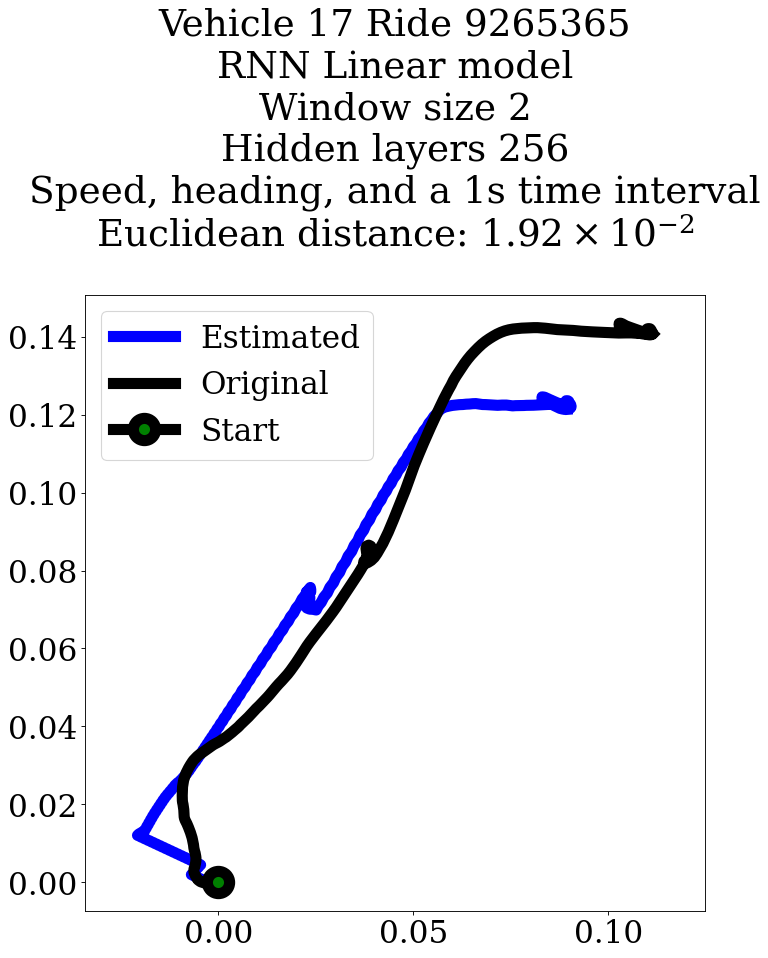 Vehicle 17 Ride 9265365
RNN Linear model
Window size 2
Hidden layers 256
Speed, heading, and a 1s time interval
Euclidean distance: 1.92 × 10⁻²
Estimated
Original
Start
0.14
0.12
0.10
0.08
0.06
0.04
0.02
0.00
0.00 0.05 0.10